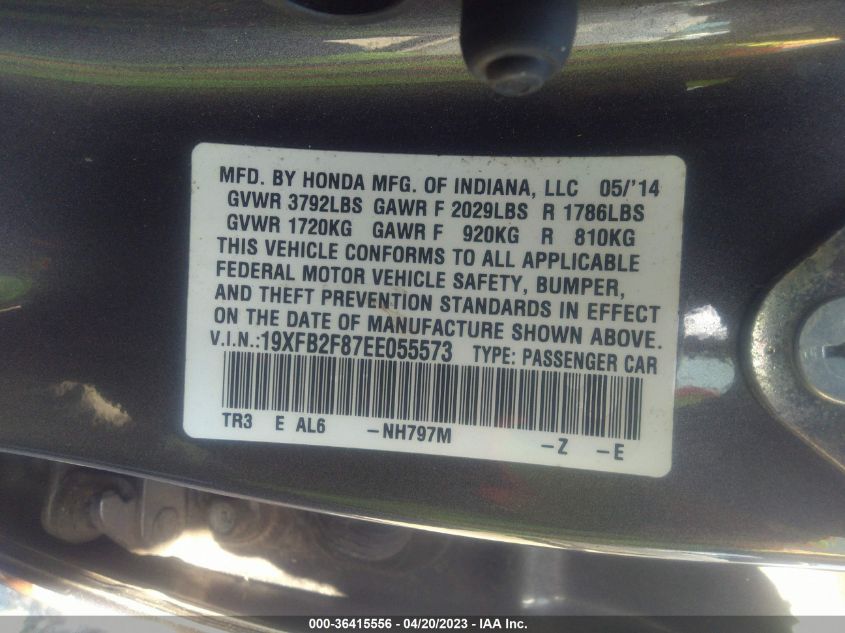 MFD. BY HONDA MFG. OF INDIANA, LLC 05/'14
GVWR 3792LBS GAWR F 2029LBS R 1786LBS
GVWR 1720KG GAWR F 920KG R 810KG
THIS VEHICLE CONFORMS TO ALL APPLICABLE
FEDERAL MOTOR VEHICLE SAFETY, BUMPER,
AND THEFT PREVENTION STANDARDS IN EFFECT
ON THE DATE OF MANUFACTURE SHOWN ABOVE.
V.I.N.:19XFB2F87EE055573 TYPE: PASSENGER CAR
TR3 E AL6 -NH797M -Z -E
000-36415556 - 04/20/2023 - IAA Inc.